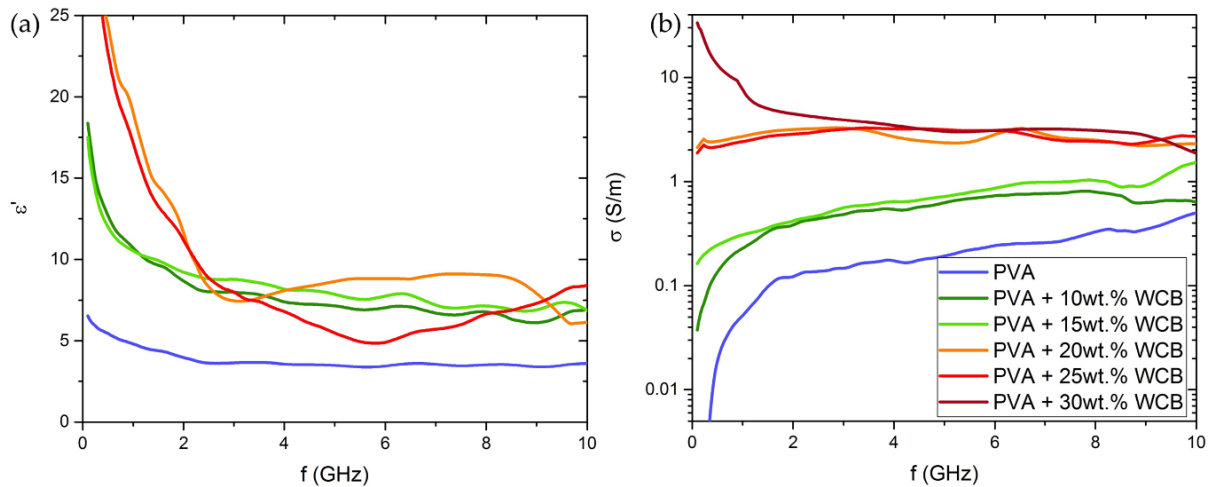 (a)
25
20
15
10
5
0
ε'
0 2 4 6 8 10
f (GHz)
(b)
10
1
0.1
0.01
σ (S/m)
PVA
PVA + 10wt.% WCB
PVA + 15wt.% WCB
PVA + 20wt.% WCB
PVA + 25wt.% WCB
PVA + 30wt.% WCB
0 2 4 6 8 10
f (GHz)